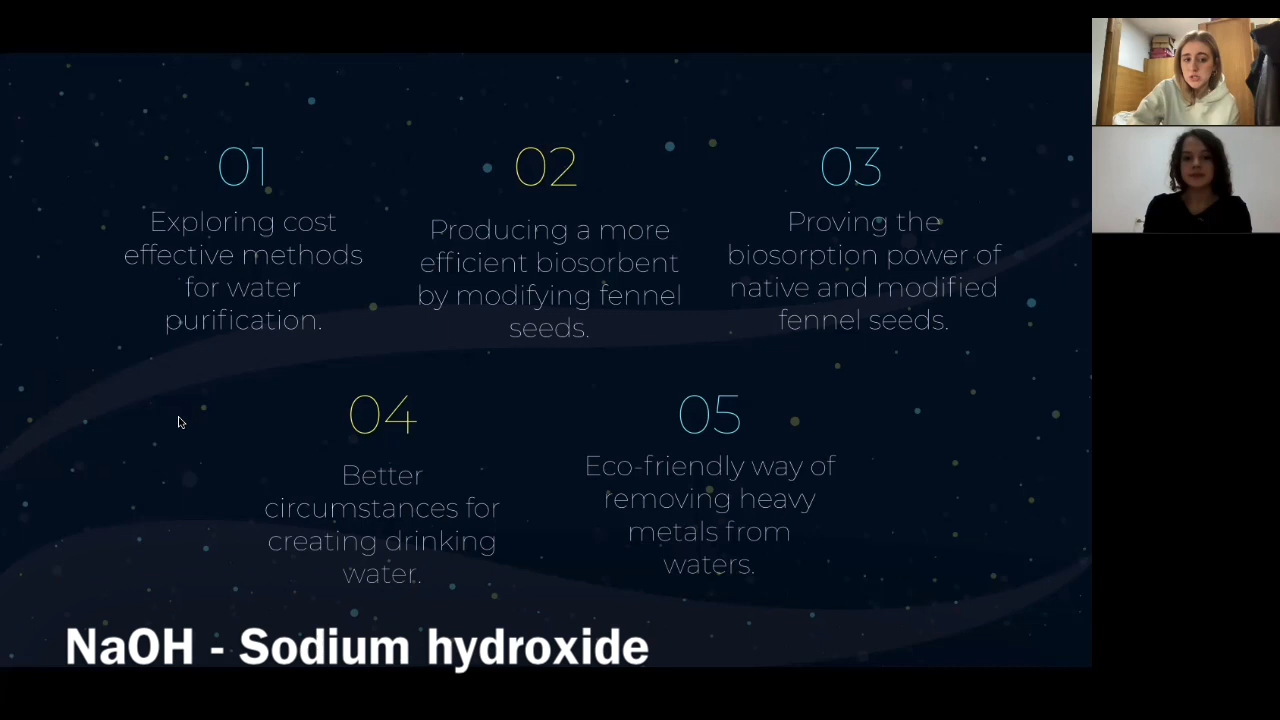 01
Exploring cost
effective methods
for water
purification.
02
Producing a more
efficient biosorbent
by modifying fennel
seeds.
03
Proving the
biosorption power of
native and modified
fennel seeds.
04
Better
circumstances for
creating drinking
water.
05
Eco-friendly way of
removing heavy
metals from
waters.
NaOH - Sodium hydroxide